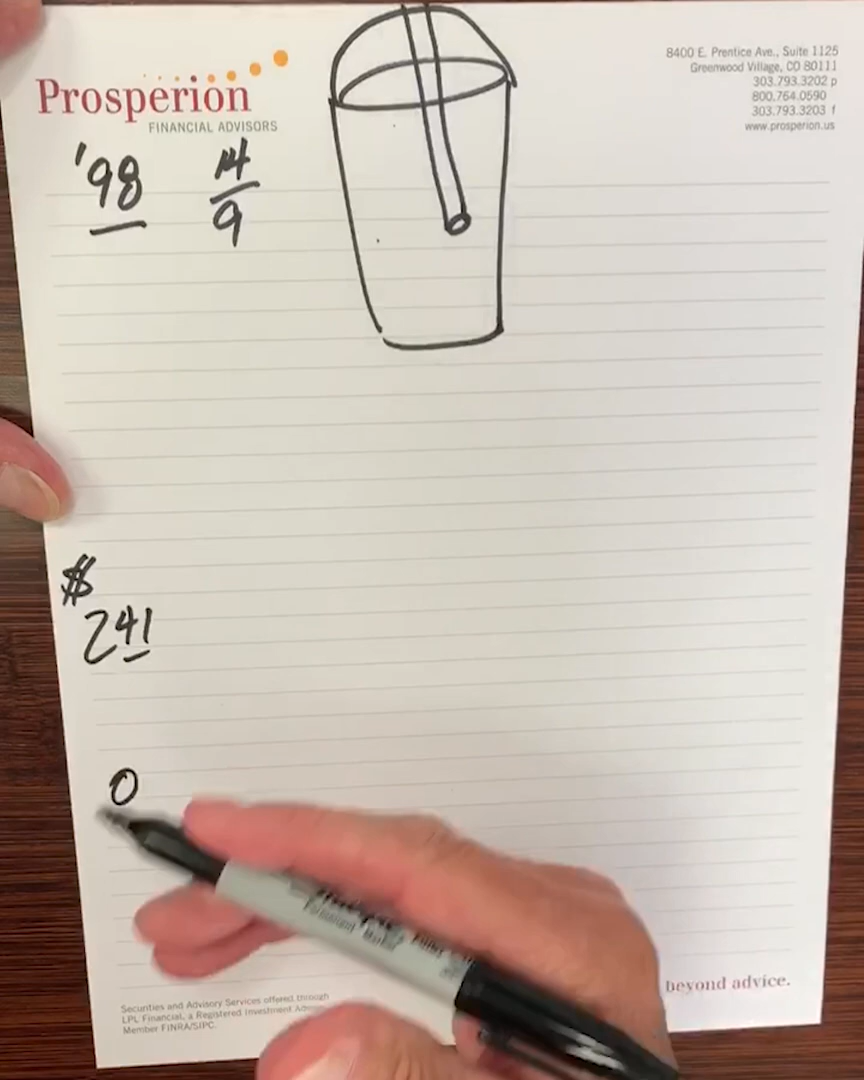 Prosperion
FINANCIAL ADVISORS
8400 E. Prentice Ave., Suite 1125
Greenwood Village, CO 80111
303.793.3202 p
800.764.0590
303.793.3203 f
www.prosperion.us
'98
14
9
$
241
0
Permanent Marker
beyond advice.
Securities and Advisory Services offered through
LPL Financial, a Registered Investment
Member FINRA/SIPC.